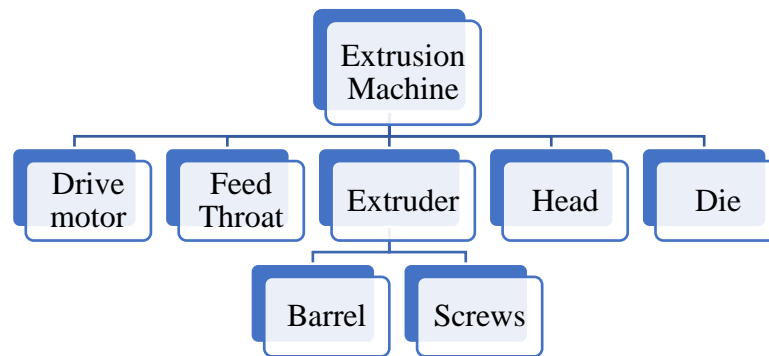 Extrusion
Machine
Drive
motor
Feed
Throat
Extruder
Head
Die
Barrel
Screws